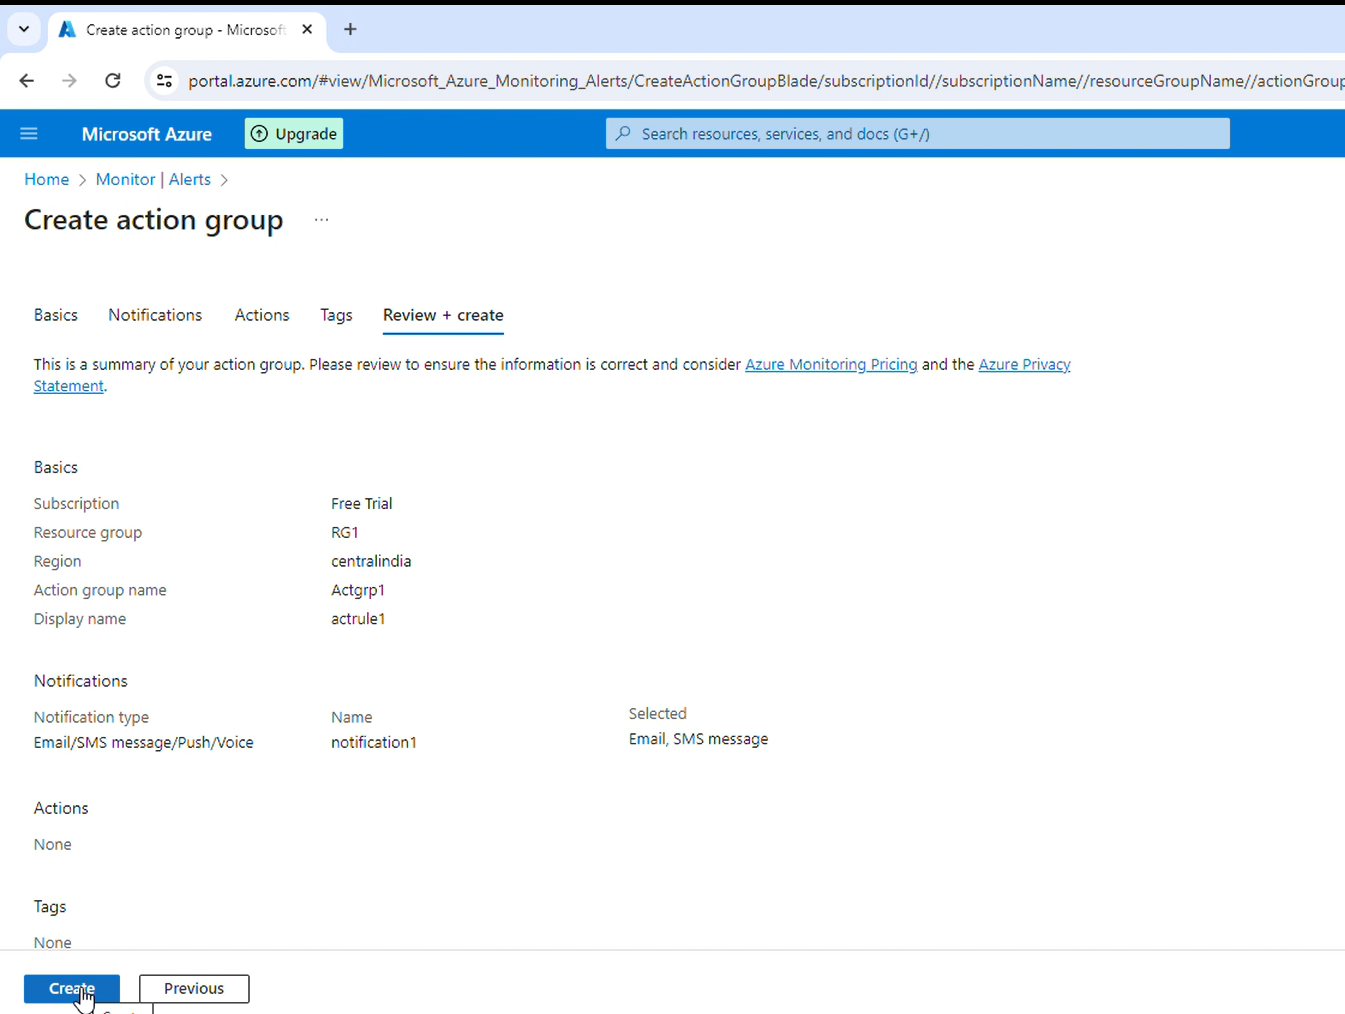 Create action group - Microsoft
portal.azure.com/#view/Microsoft_Azure_Monitoring_Alerts/CreateActionGroupBlade/subscriptionId//subscriptionName//resourceGroupName//actionGroup
Microsoft Azure Upgrade Search resources, services, and docs (G+/)
Home > Monitor | Alerts >
Create action group ...
Basics Notifications Actions Tags Review + create
This is a summary of your action group. Please review to ensure the information is correct and consider Azure Monitoring Pricing and the Azure Privacy
Statement.
Basics
Subscription Free Trial
Resource group RG1
Region centralindia
Action group name Actgrp1
Display name actrule1
Notifications
Notification type Name Selected
Email/SMS message/Push/Voice notification1 Email, SMS message
Actions
None
Tags
None
Create Previous